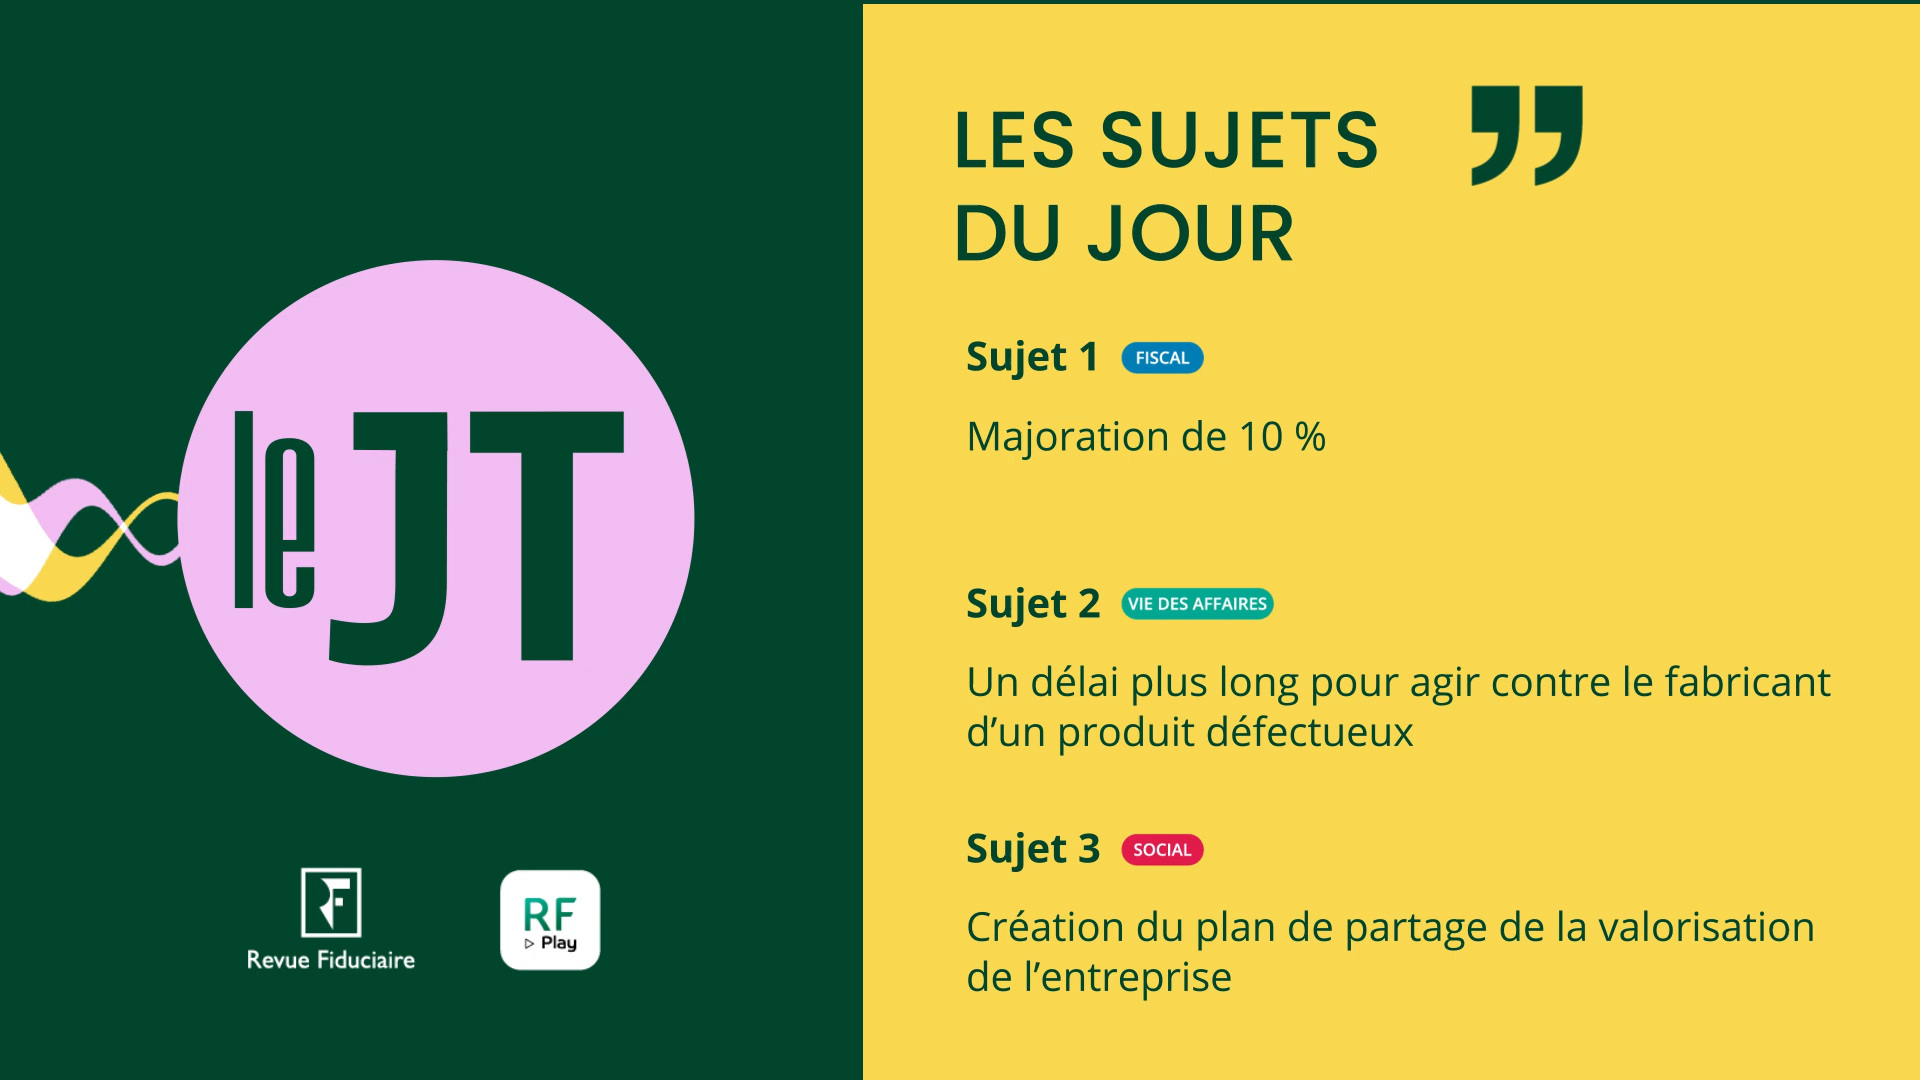 le JT
Revue Fiduciaire
RF
Play
LES SUJETS
DU JOUR
Sujet 1 FISCAL
Majoration de 10 %
Sujet 2 VIE DES AFFAIRES
Un délai plus long pour agir contre le fabricant
d’un produit défectueux
Sujet 3 SOCIAL
Création du plan de partage de la valorisation
de l’entreprise